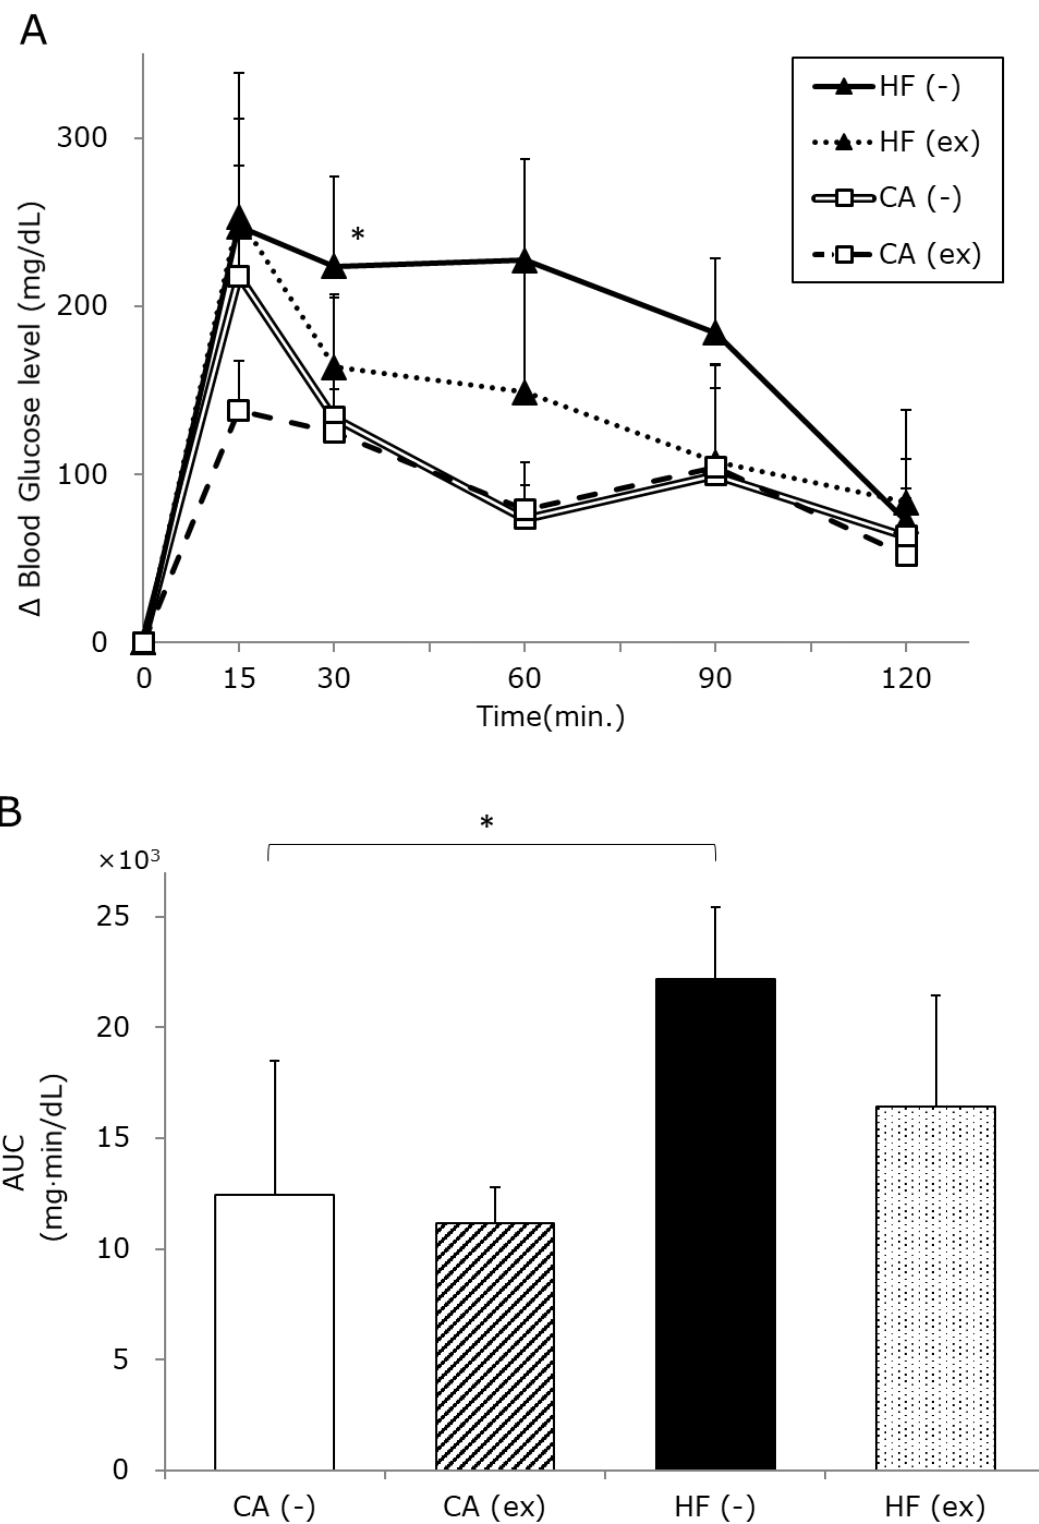 A
HF (-)
HF (ex)
CA (-)
CA (ex)
Δ Blood Glucose level (mg/dL)
300
200
100
0
*
0 15 30 60 90 120
Time(min.)
B
*
×10³
25
20
15
10
5
0
AUC
(mg·min/dL)
CA (-) CA (ex) HF (-) HF (ex)